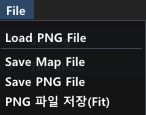 File
Load PNG File
Save Map File
Save PNG File
PNG 파일 저장(Fit)